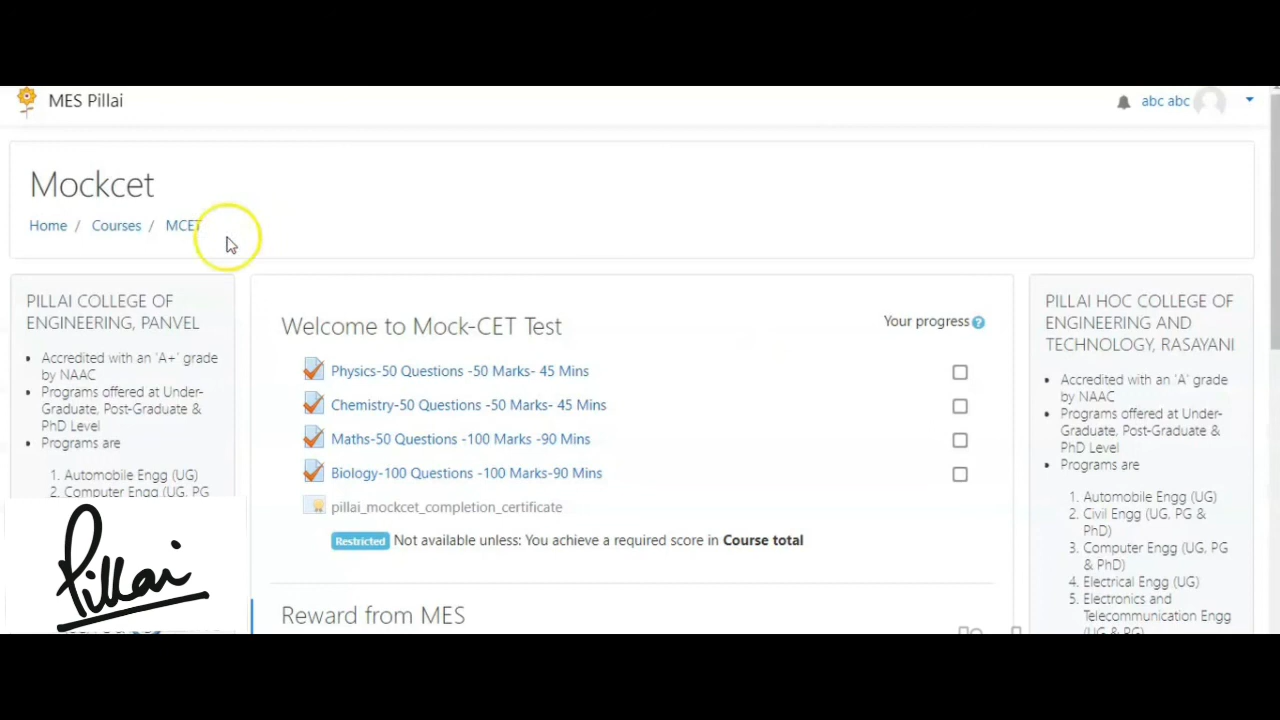 MES Pillai
abc abc
Mockcet
Home / Courses / MCET
PILLAI COLLEGE OF
ENGINEERING, PANVEL
• Accredited with an 'A+' grade
by NAAC
• Programs offered at Under-
Graduate, Post-Graduate &
PhD Level
• Programs are
1. Automobile Engg (UG)
2. Computer Engg (UG, PG
Pillai
Welcome to Mock-CET Test
Your progress
Physics-50 Questions -50 Marks- 45 Mins
Chemistry-50 Questions -50 Marks- 45 Mins
Maths-50 Questions -100 Marks -90 Mins
Biology-100 Questions -100 Marks-90 Mins
pillai_mockcet_completion_certificate
Restricted Not available unless: You achieve a required score in Course total
Reward from MES
PILLAI HOC COLLEGE OF
ENGINEERING AND
TECHNOLOGY, RASAYANI
• Accredited with an 'A' grade
by NAAC
• Programs offered at Under-
Graduate, Post-Graduate &
PhD Level
• Programs are
1. Automobile Engg (UG)
2. Civil Engg (UG, PG &
PhD)
3. Computer Engg (UG, PG
& PhD)
4. Electrical Engg (UG)
5. Electronics and
Telecommunication Engg
(UG & PG)